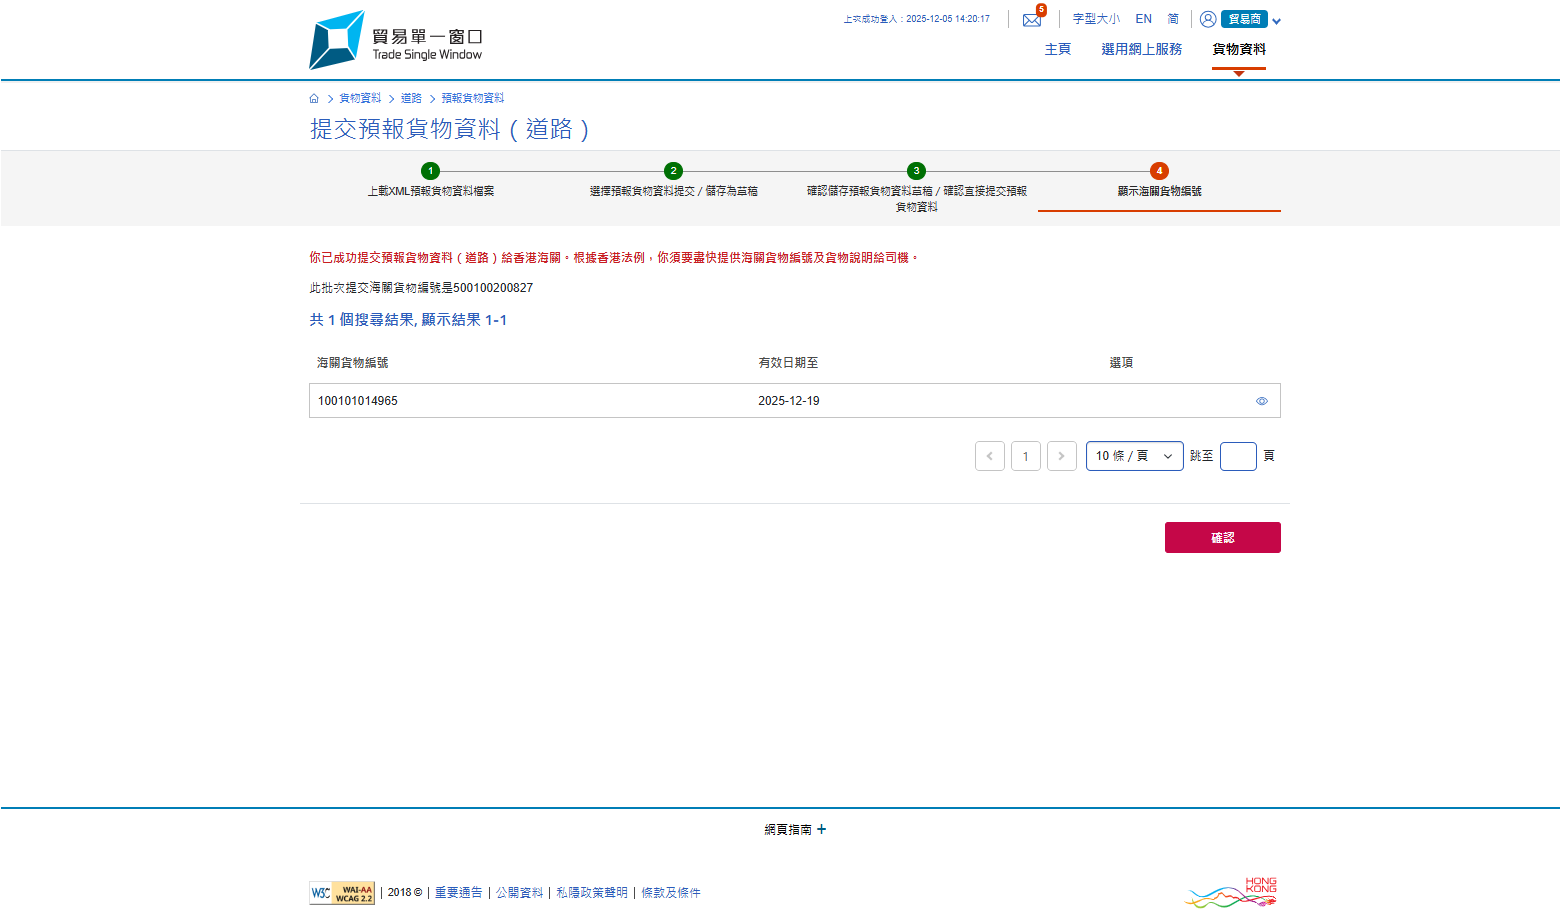 貿易單一窗口
Trade Single Window
上次成功登入：2025-12-05 14:20:17
5
字型大小
EN
简
貿易商
主頁
選用網上服務
貨物資料
貨物資料
道路
預報貨物資料
提交預報貨物資料 ( 道路 )
1
2
3
4
上載XML預報貨物資料檔案
選擇預報貨物資料提交 / 儲存為草稿
確認儲存預報貨物資料草稿 / 確認直接提交預報
貨物資料
顯示海關貨物編號
你已成功提交預報貨物資料 ( 道路 ) 給香港海關。根據香港法例，你須要盡快提供海關貨物編號及貨物說明給司機。
此批次提交海關貨物編號是500100200827
共 1 個搜尋結果, 顯示結果 1-1
海關貨物編號
有效日期至
選項
100101014965
2025-12-19
1
10 條 / 頁
跳至
頁
確認
網頁指南 +
W3C WAI-AA
WCAG 2.2
| 2018 © | 重要通告 | 公開資料 | 私隱政策聲明 | 條款及條件
HONG
KONG